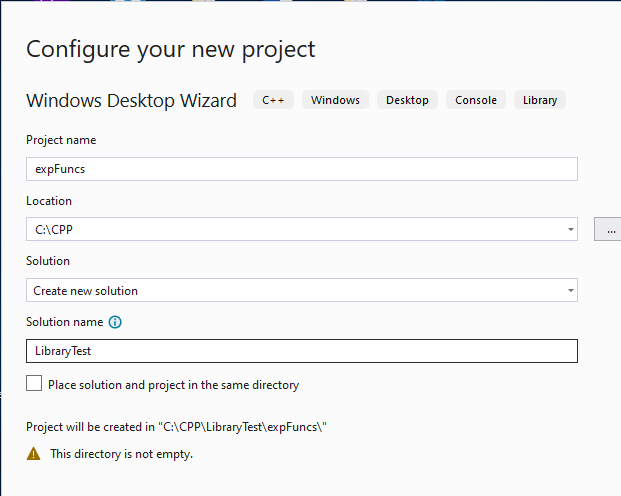 Configure your new project
Windows Desktop Wizard C++ Windows Desktop Console Library
Project name
expFuncs
Location
C:\CPP
...
Solution
Create new solution
Solution name
LibraryTest
Place solution and project in the same directory
Project will be created in "C:\CPP\LibraryTest\expFuncs\"
This directory is not empty.